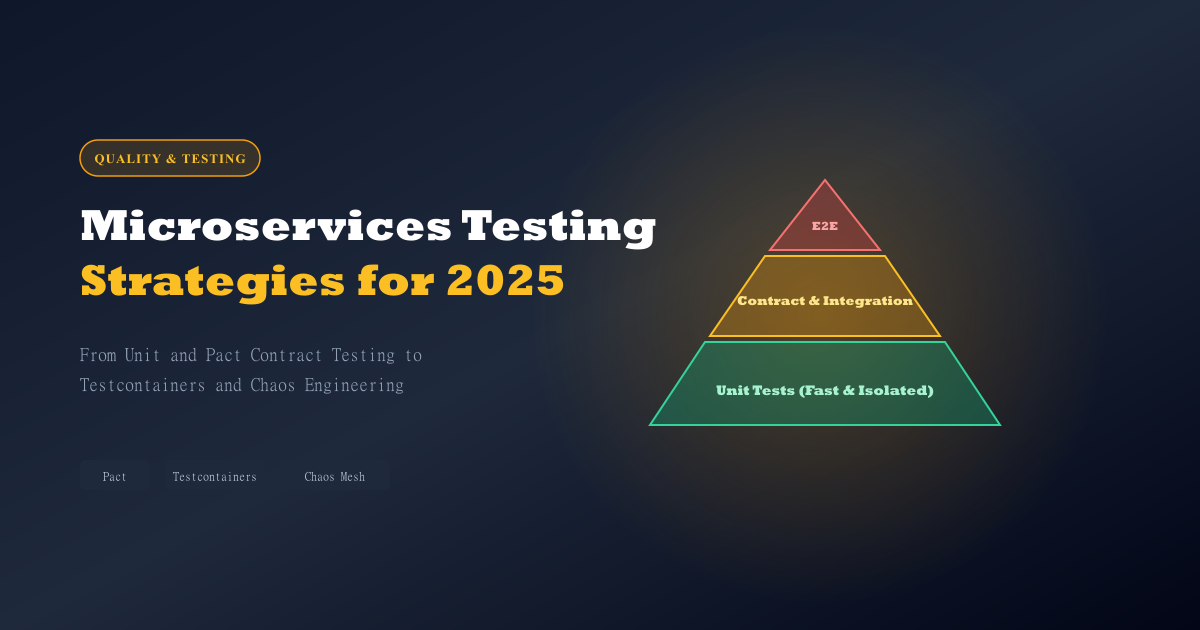 QUALITY & TESTING
Microservices Testing
Strategies for 2025
From Unit and Pact Contract Testing to
Testcontainers and Chaos Engineering
Pact
Testcontainers
Chaos Mesh
E2E
Contract & Integration
Unit Tests (Fast & Isolated)